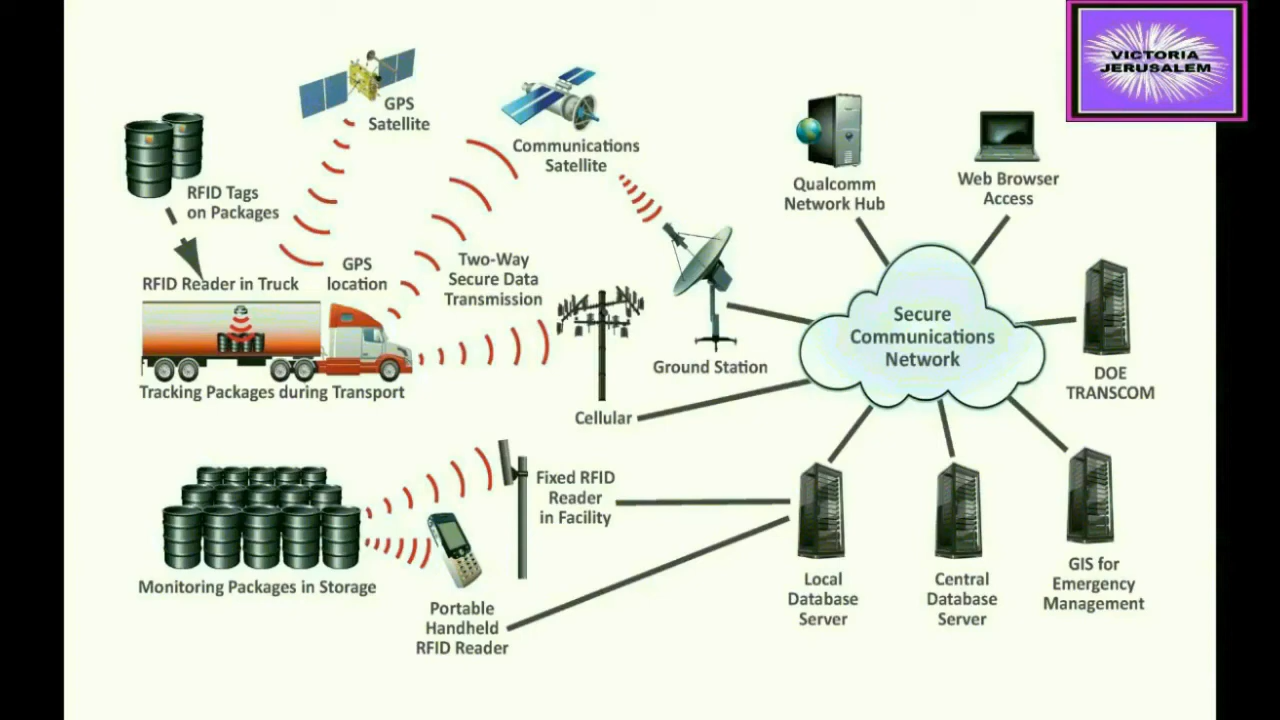 VICTORIA
JERUSALEM
GPS
Satellite
Communications
Satellite
RFID Tags
on Packages
Qualcomm
Network Hub
Web Browser
Access
RFID Reader in Truck
GPS
location
Two-Way
Secure Data
Transmission
Tracking Packages during Transport
Ground Station
Cellular
Secure
Communications
Network
DOE
TRANSCOM
Monitoring Packages in Storage
Fixed RFID
Reader
in Facility
Portable
Handheld
RFID Reader
Local
Database
Server
Central
Database
Server
GIS for
Emergency
Management